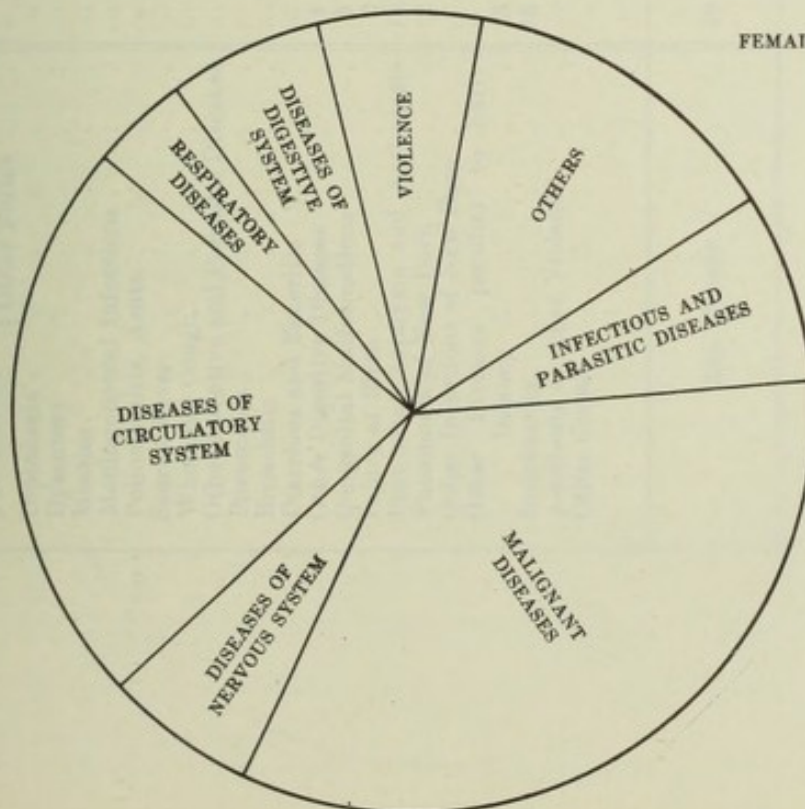 FEMAL
DISEASES OF
DIGESTIVE
SYSTEM
VIOLENCE
RESPIRATORY
DISEASES
OTHERS
INFECTIOUS AND
PARASITIC DISEASES
DISEASES OF
CIRCULATORY
SYSTEM
MALIGNANT
DISEASES
DISEASES OF
NERVOUS SYSTEM